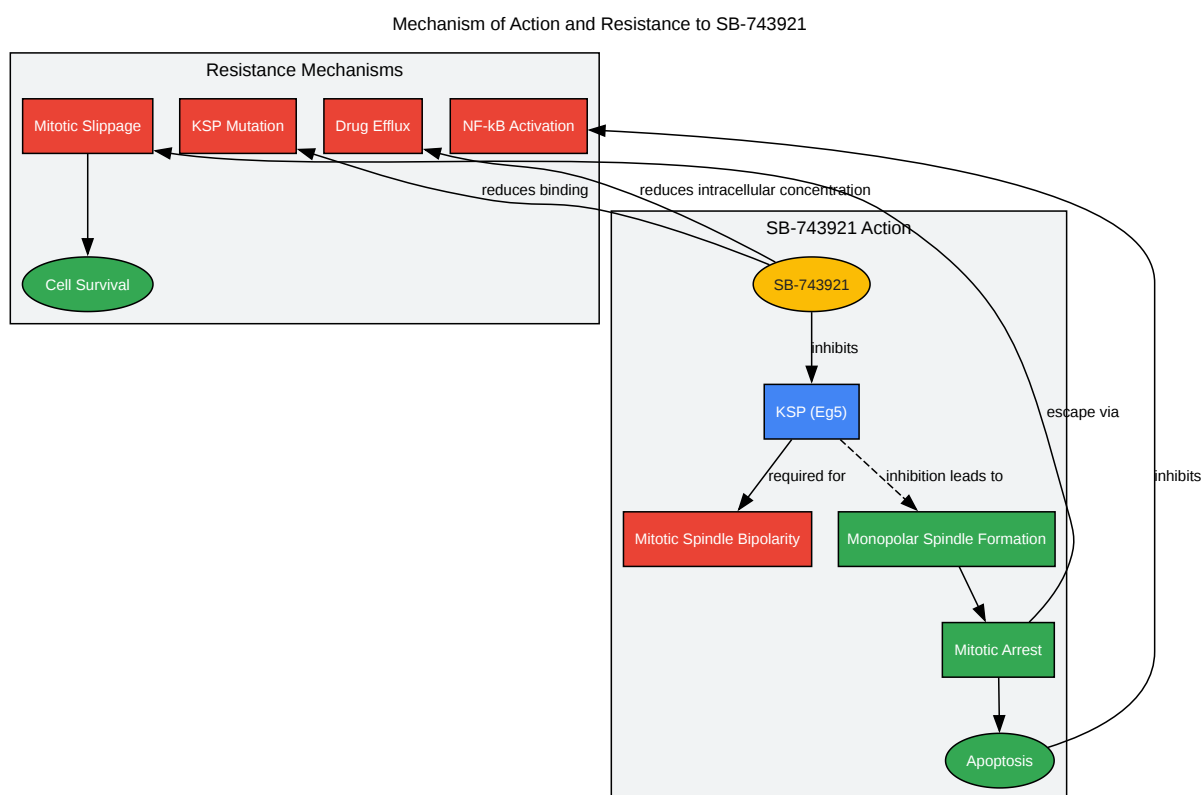 Mechanism of Action and Resistance to SB-743921
Resistance Mechanisms
Mitotic Slippage
KSP Mutation
Drug Efflux
NF-kB Activation
reduces binding
reduces intracellular concentration
SB-743921 Action
Cell Survival
SB-743921
inhibits
KSP (Eg5)
escape via
required for
inhibition leads to
inhibits
Mitotic Spindle Bipolarity
Monopolar Spindle Formation
Mitotic Arrest
Apoptosis